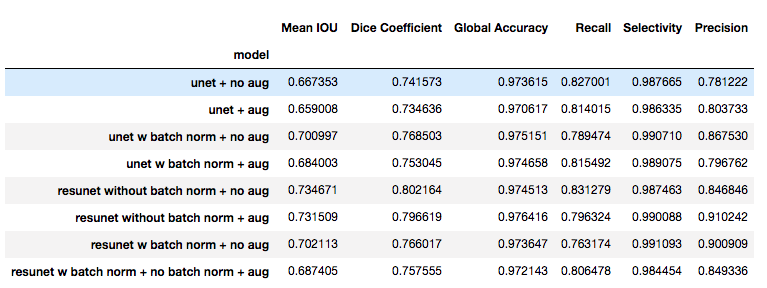 Mean IOU Dice Coefficient Global Accuracy Recall Selectivity Precision
model
unet + no aug 0.667353 0.741573 0.973615 0.827001 0.987665 0.781222
unet + aug 0.659008 0.734636 0.970617 0.814015 0.986335 0.803733
unet w batch norm + no aug 0.700997 0.768503 0.975151 0.789474 0.990710 0.867530
unet w batch norm + aug 0.684003 0.753045 0.974658 0.815492 0.989075 0.796762
resunet without batch norm + no aug 0.734671 0.802164 0.974513 0.831279 0.987463 0.846846
resunet without batch norm + aug 0.731509 0.796619 0.976416 0.796324 0.990088 0.910242
resunet w batch norm + no aug 0.702113 0.766017 0.973647 0.763174 0.991093 0.900909
resunet w batch norm + no batch norm + aug 0.687405 0.757555 0.972143 0.806478 0.984454 0.849336